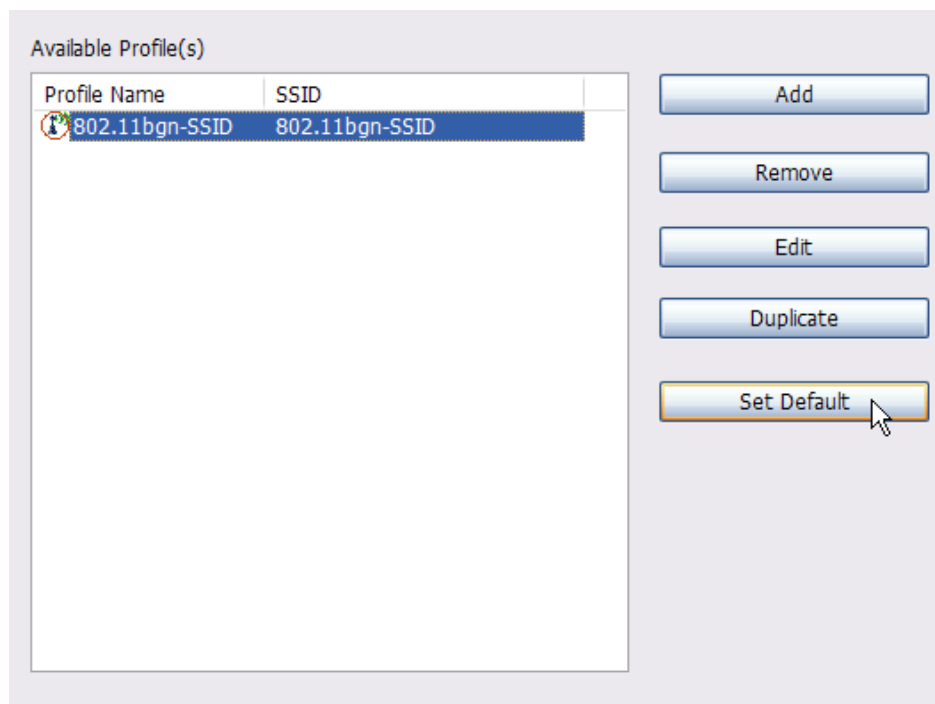 Available Profile(s)
Profile Name SSID
802.11bgn-SSID 802.11bgn-SSID
Add
Remove
Edit
Duplicate
Set Default